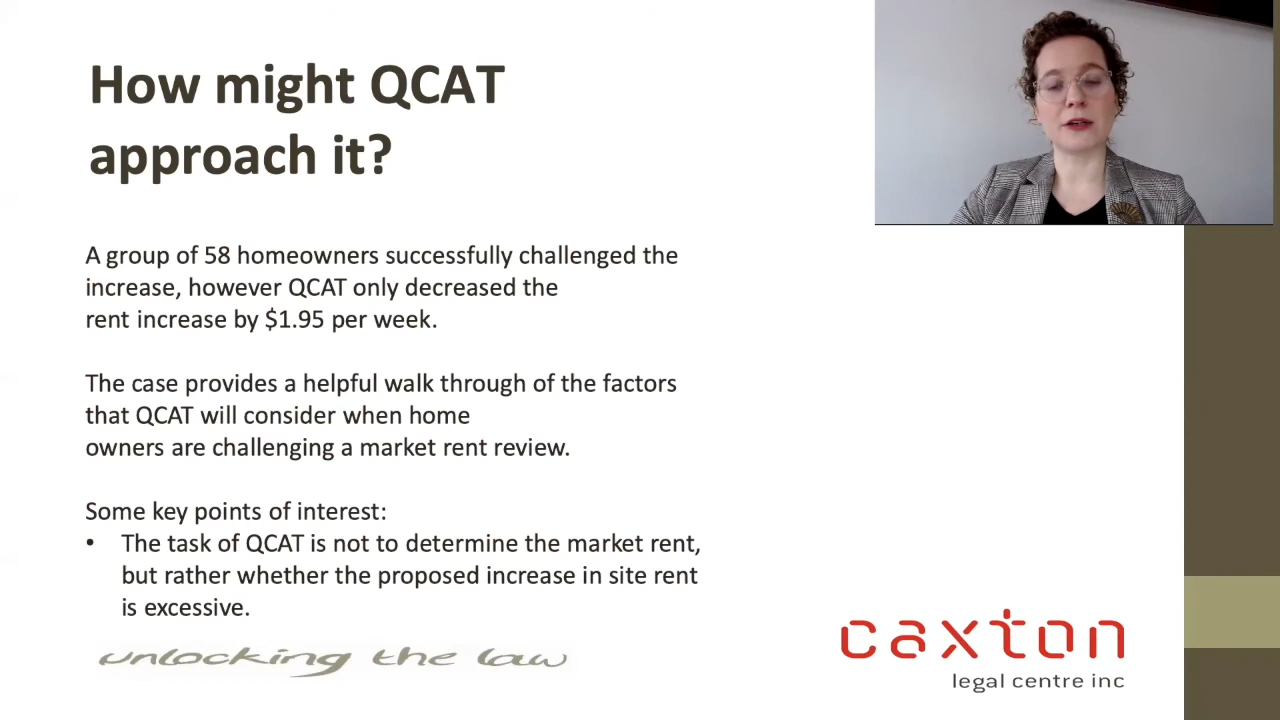 How might QCAT
approach it?
A group of 58 homeowners successfully challenged the
increase, however QCAT only decreased the
rent increase by $1.95 per week.
The case provides a helpful walk through of the factors
that QCAT will consider when home
owners are challenging a market rent review.
Some key points of interest:
• The task of QCAT is not to determine the market rent,
but rather whether the proposed increase in site rent
is excessive.
unlocking the law
caxton
legal centre inc